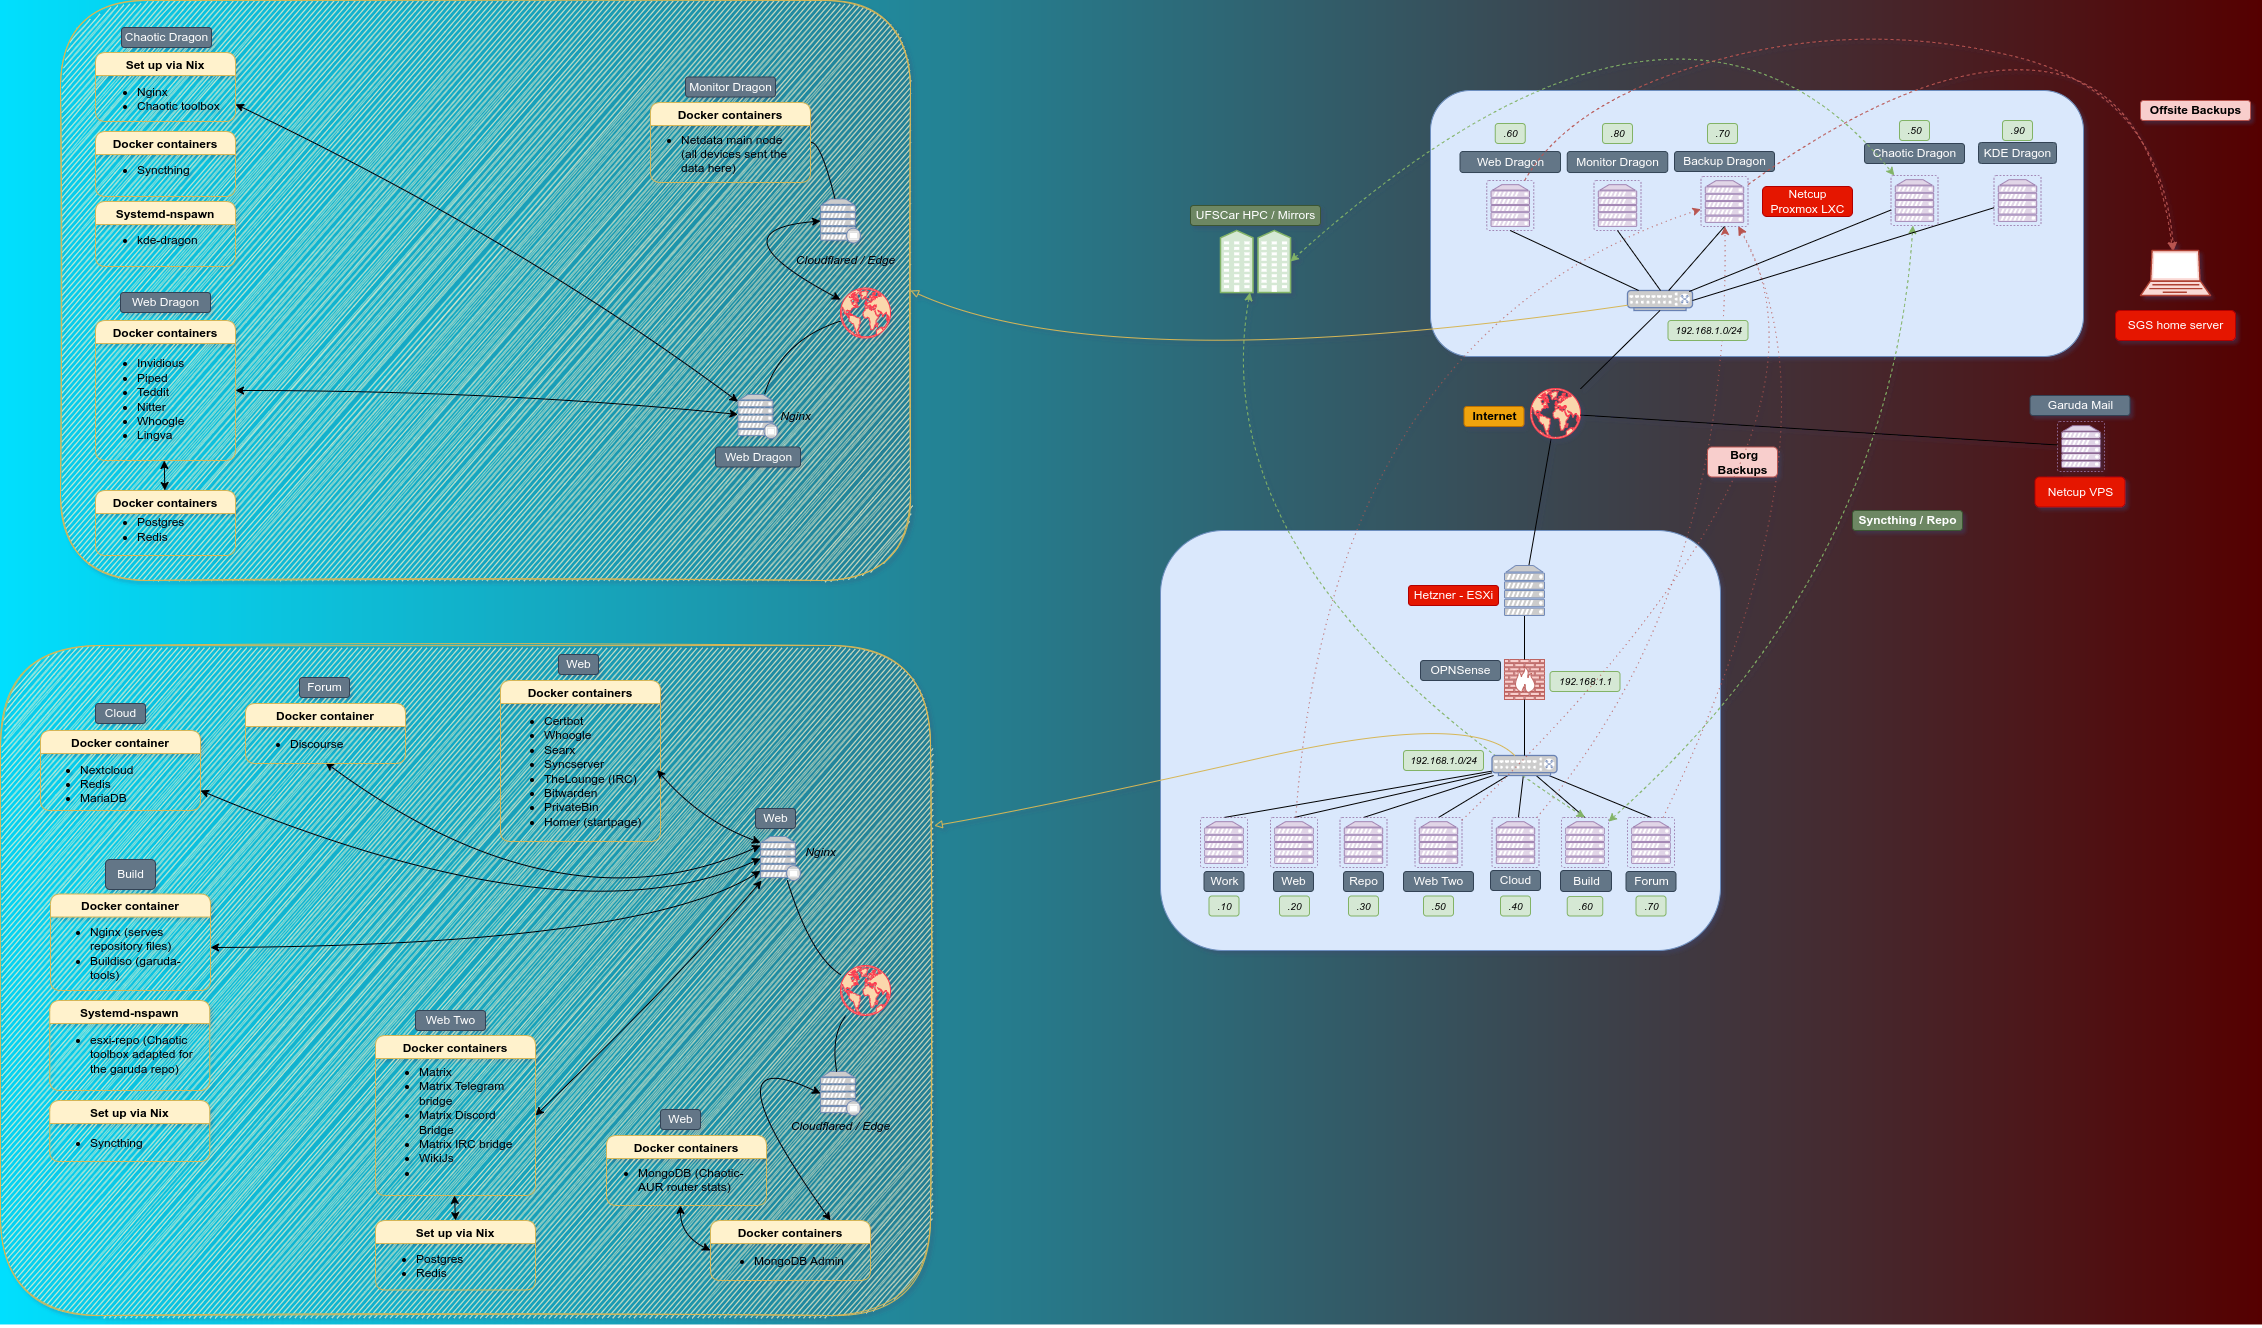 Chaotic Dragon
Set up via Nix
Nginx
Chaotic toolbox
Docker containers
Syncthing
Systemd-nspawn
kde-dragon
Web Dragon
Docker containers
Invidious
Piped
Teddit
Nitter
Whoogle
Lingva
Docker containers
Postgres
Redis
Monitor Dragon
Docker containers
Netdata main node
(all devices sent the
data here)
Cloudflared / Edge
Nginx
Web Dragon
UFSCar HPC / Mirrors
.60
Web Dragon
.80
Monitor Dragon
.70
Backup Dragon
.50
Chaotic Dragon
.90
KDE Dragon
Netcup
Proxmox LXC
192.168.1.0/24
Offsite Backups
SGS home server
Internet
Garuda Mail
Netcup VPS
Borg
Backups
Syncthing / Repo
Hetzner - ESXi
OPNSense
192.168.1.1
192.168.1.0/24
Work
.10
Web
.20
Repo
.30
Web Two
.50
Cloud
.40
Build
.60
Forum
.70
Cloud
Docker container
Nextcloud
Redis
MariaDB
Forum
Docker container
Discourse
Web
Docker containers
Certbot
Whoogle
Searx
Syncserver
TheLounge (IRC)
Bitwarden
PrivateBin
Homer (startpage)
Web
Nginx
Build
Docker container
Nginx (serves
repository files)
Buildiso (garuda-
tools)
Systemd-nspawn
esxi-repo (Chaotic
toolbox adapted for
the garuda repo)
Set up via Nix
Syncthing
Web Two
Docker containers
Matrix
Matrix Telegram
bridge
Matrix Discord
Bridge
Matrix IRC bridge
WikiJs
Set up via Nix
Postgres
Redis
Web
Docker containers
MongoDB (Chaotic-
AUR router stats)
Cloudflared / Edge
Docker containers
MongoDB Admin